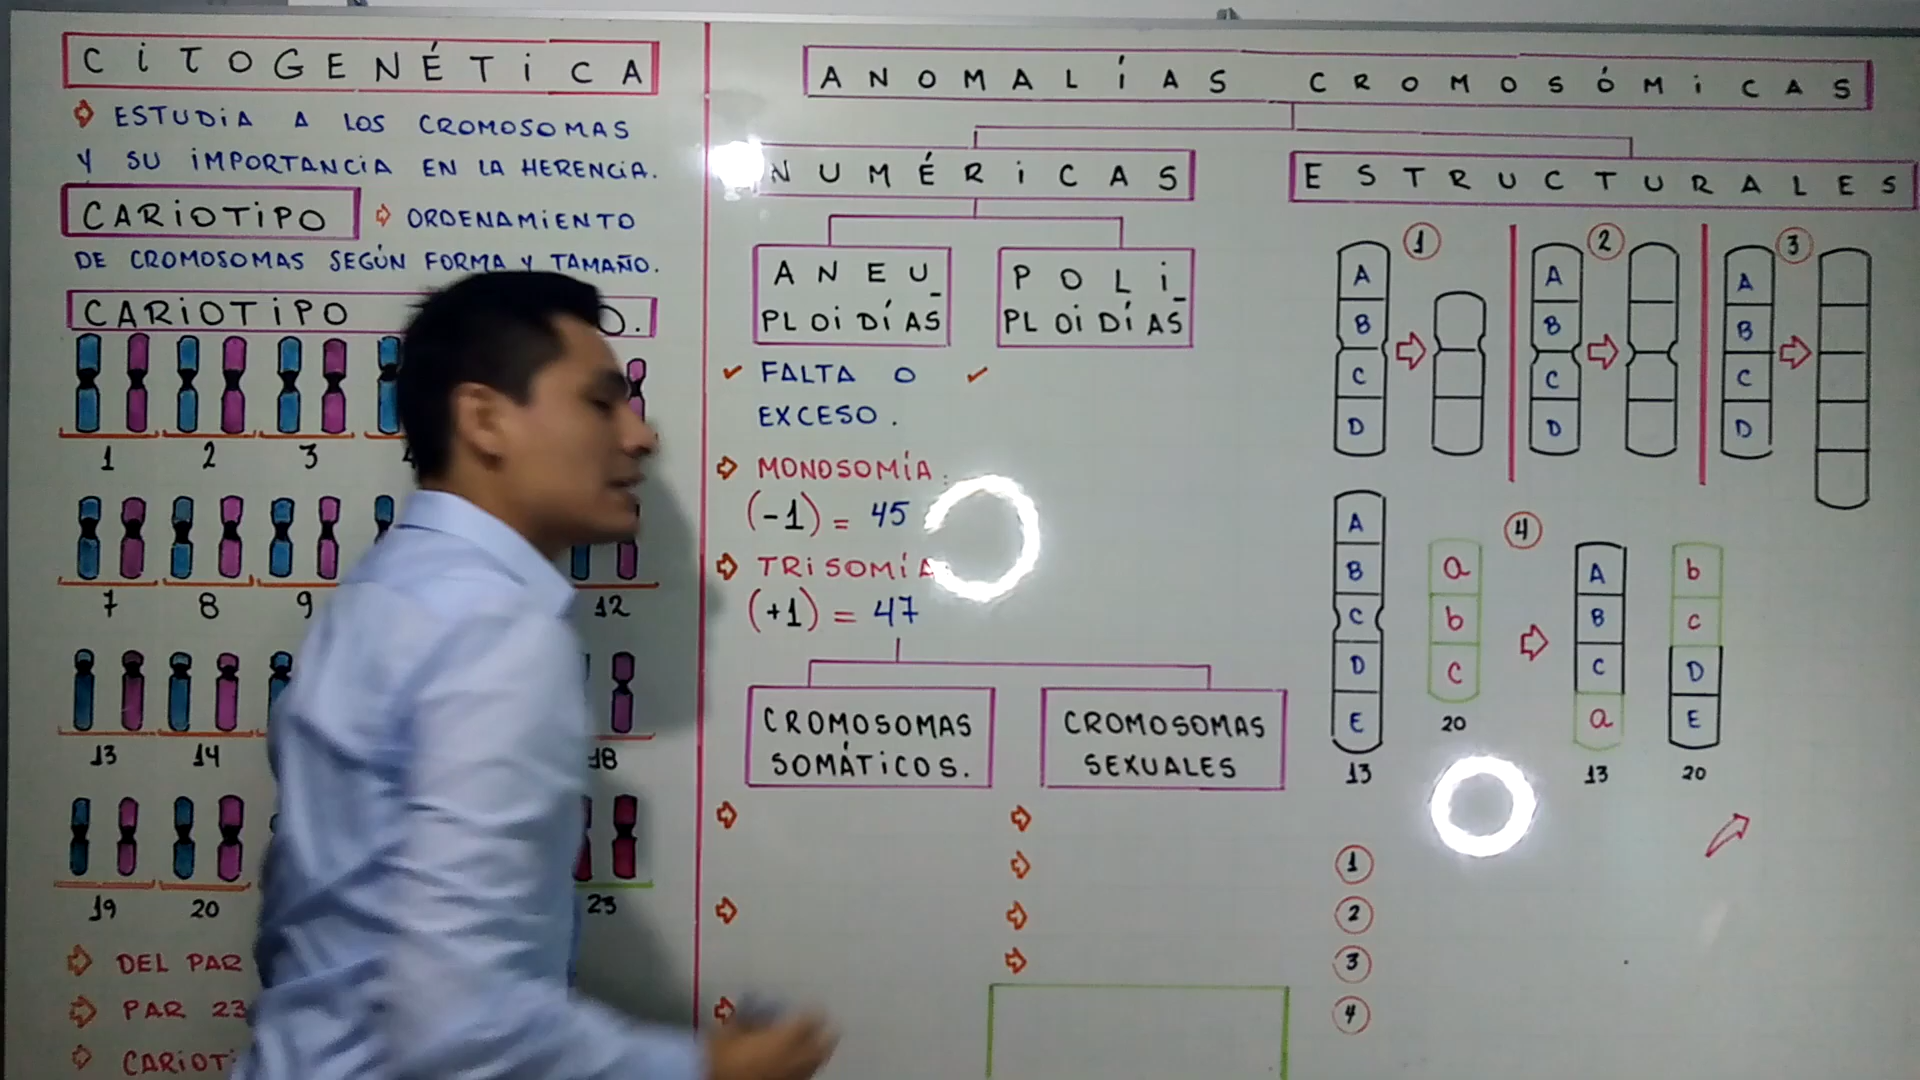 CiTOGENÉTiCA
ESTUDiA A LOS CROMOSOMAS
Y SU iMPORTANCiA EN LA HERENCiA.
CARiOTiPO ORDENAMiENTO
DE CROMOSOMAS SEGÚN FORMA Y TAMAÑO.
CARiOTiPO O.
1 2 3
7 8 9 12
13 14 18
19 20 23
DEL PAR
PAR 23
ANOMALÍAS CROMOSÓMiCAS
NUMÉRiCAS
ANEU_
PLOiDÍAS
POLi_
PLOiDÍAS
FALTA O
EXCESO.
MONOSOMÍA.
(-1) = 45
TRiSOMÍA
(+1) = 47
CROMOSOMAS
SOMÁTiCOS.
CROMOSOMAS
SEXUALES
ESTRUCTURALES
1 2 3
A A A
B B B
C C C
D D D
4
A
B
C
D
E
13
a
b
c
20
A
B
C
a
13
b
c
D
E
20
1
2
3
4